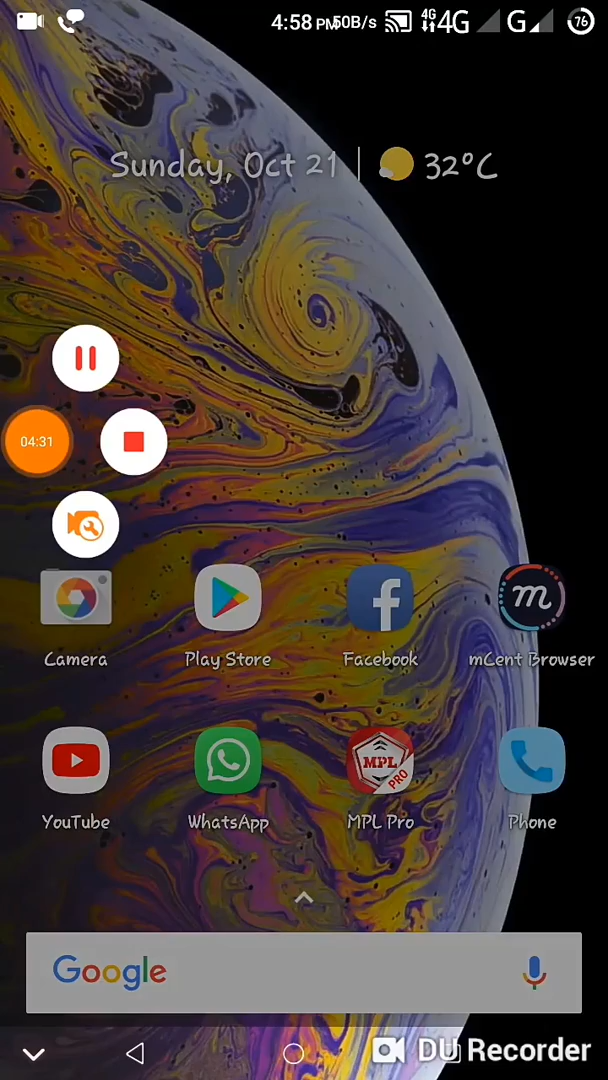 4:58 PM 50B/s 4G 4G G 76
Sunday, Oct 21 | 32°C
04:31
Camera Play Store Facebook m mCent Browser
MPL PRO
YouTube WhatsApp MPL Pro Phone
Google
DU Recorder